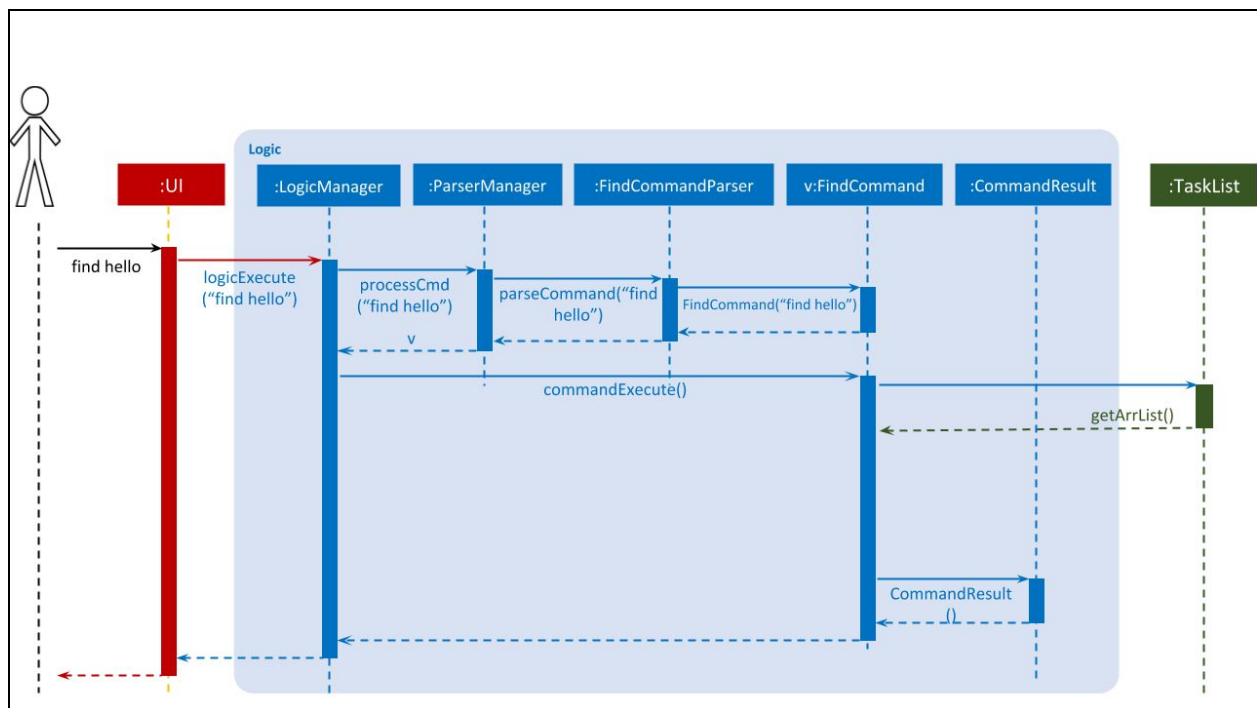 Logic
:UI
:LogicManager
:ParserManager
:FindCommandParser
v:FindCommand
:CommandResult
:TaskList
find hello
logicExecute
(“find hello”)
processCmd
(“find hello”)
parseCommand(“find
hello”)
FindCommand(“find hello”)
v
commandExecute()
getArrList()
CommandResult
()